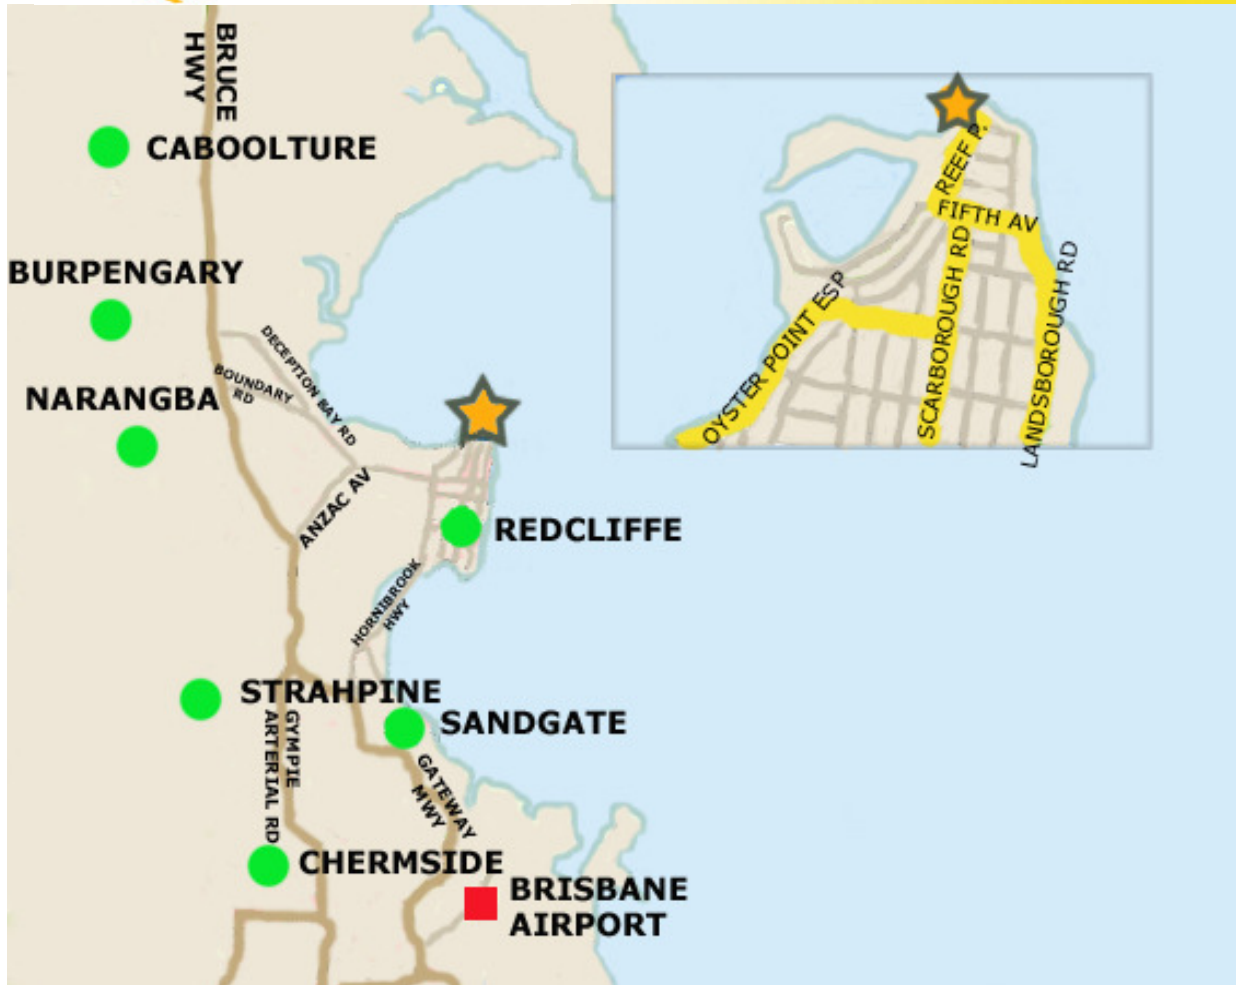 BRUCE
HWY
CABOOLTURE
BURPENGARY
NARANGBA
DECEPTION BAY RD
BOUNDARY
RD
ANZAC AV
REDCLIFFE
HORNIBROOK
HWY
STRAHPINE
SANDGATE
GYMPIE
ARTERIAL RD
GATEWAY
MWY
CHERMSIDE
BRISBANE
AIRPORT
REEF P.
FIFTH AV
SCARBOROUGH RD
LANDSBOROUGH RD
OYSTER POINT ESP